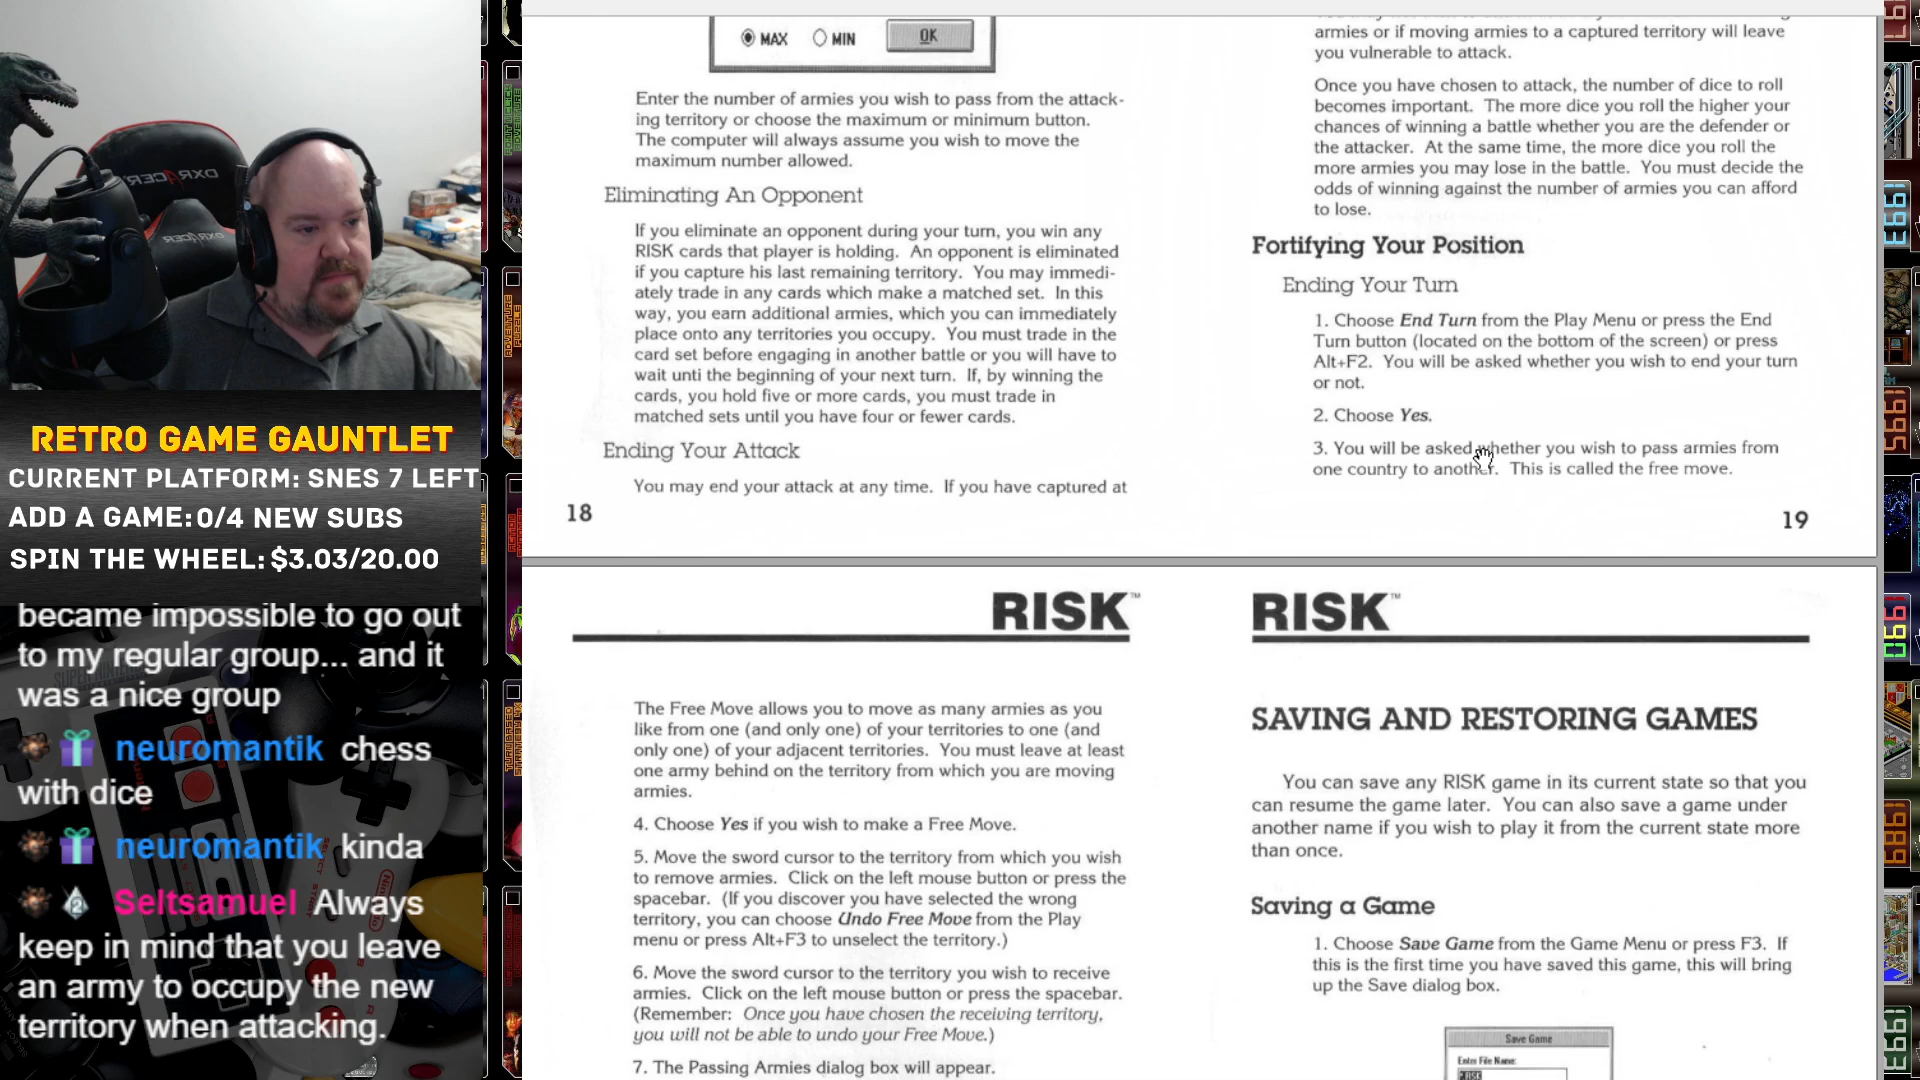 MAX MIN OK
Enter the number of armies you wish to pass from the attack-
ing territory or choose the maximum or minimum button.
The computer will always assume you wish to move the
maximum number allowed.
Eliminating An Opponent
If you eliminate an opponent during your turn, you win any
RISK cards that player is holding. An opponent is eliminated
if you capture his last remaining territory. You may immedi-
ately trade in any cards which make a matched set. In this
way, you earn additional armies, which you can immediately
place onto any territories you occupy. You must trade in the
card set before engaging in another battle or you will have to
wait unti the beginning of your next turn. If, by winning the
cards, you hold five or more cards, you must trade in
matched sets until you have four or fewer cards.
Ending Your Attack
You may end your attack at any time. If you have captured at
18
armies or if moving armies to a captured territory will leave
you vulnerable to attack.
Once you have chosen to attack, the number of dice to roll
becomes important. The more dice you roll the higher your
chances of winning a battle whether you are the defender or
the attacker. At the same time, the more dice you roll the
more armies you may lose in the battle. You must decide the
odds of winning against the number of armies you can afford
to lose.
Fortifying Your Position
Ending Your Turn
1. Choose End Turn from the Play Menu or press the End
Turn button (located on the bottom of the screen) or press
Alt+F2. You will be asked whether you wish to end your turn
or not.
2. Choose Yes.
3. You will be asked whether you wish to pass armies from
one country to another. This is called the free move.
19
RISK™
The Free Move allows you to move as many armies as you
like from one (and only one) of your territories to one (and
only one) of your adjacent territories. You must leave at least
one army behind on the territory from which you are moving
armies.
4. Choose Yes if you wish to make a Free Move.
5. Move the sword cursor to the territory from which you wish
to remove armies. Click on the left mouse button or press the
spacebar. (If you discover you have selected the wrong
territory, you can choose Undo Free Move from the Play
menu or press Alt+F3 to unselect the territory.)
6. Move the sword cursor to the territory you wish to receive
armies. Click on the left mouse button or press the spacebar.
(Remember: Once you have chosen the receiving territory,
you will not be able to undo your Free Move.)
7. The Passing Armies dialog box will appear.
RISK™
SAVING AND RESTORING GAMES
You can save any RISK game in its current state so that you
can resume the game later. You can also save a game under
another name if you wish to play it from the current state more
than once.
Saving a Game
1. Choose Save Game from the Game Menu or press F3. If
this is the first time you have saved this game, this will bring
up the Save dialog box.
Save Game
Enter File Name:
DXRACER
DXRACER
RETRO GAME GAUNTLET
CURRENT PLATFORM: SNES 7 LEFT
ADD A GAME: 0/4 NEW SUBS
SPIN THE WHEEL: $3.03/20.00
became impossible to go out
to my regular group... and it
was a nice group
neuromantik chess
with dice
neuromantik kinda
Seltsamuel Always
keep in mind that you leave
an army to occupy the new
territory when attacking.
POINT CLICK
ADVENTURE
ADVENTURE
PUZZLE
TURN BASED
STRATEGY 4X
1993
1995
1990
1989
1993